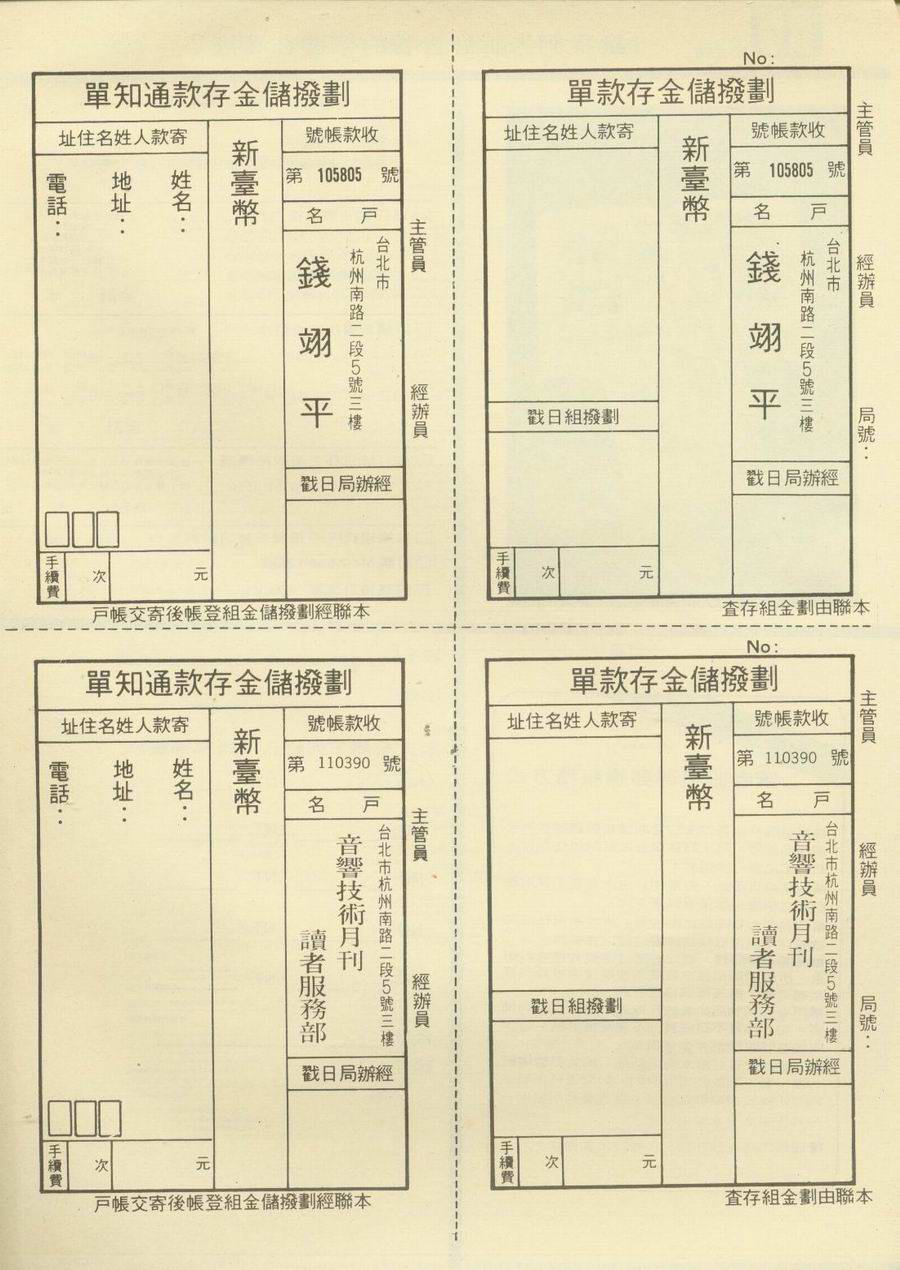 劃撥儲金存款通知單
收款帳號
第 105805 號
戶 名
台北市
杭州南路二段5號三樓
錢翊平
經辦局日戳
新臺幣
寄款人姓名住址
姓名：
地址：
電話：
手續費
次
元
主管員
經辦員
本聯經劃撥儲金組登帳後寄交帳戶
No:
劃撥儲金存款單
收款帳號
第 105805 號
戶 名
台北市
杭州南路二段5號三樓
錢翊平
經辦局日戳
新臺幣
寄款人姓名住址
劃撥組日戳
手續費
次
元
主管員
經辦員
局號：
本聯由劃金組存査
劃撥儲金存款通知單
收款帳號
第 110390 號
戶 名
台北市杭州南路二段5號三樓
音響技術月刊
讀者服務部
經辦局日戳
新臺幣
寄款人姓名住址
姓名：
地址：
電話：
手續費
次
元
主管員
經辦員
本聯經劃撥儲金組登帳後寄交帳戶
No:
劃撥儲金存款單
收款帳號
第 110390 號
戶 名
台北市杭州南路二段5號三樓
音響技術月刊
讀者服務部
經辦局日戳
新臺幣
寄款人姓名住址
劃撥組日戳
手續費
次
元
主管員
經辦員
局號：
本聯由劃金組存査